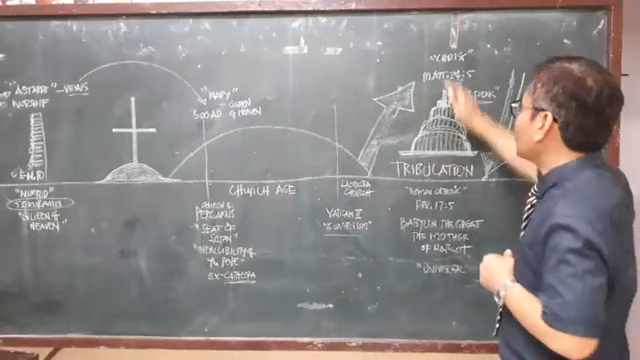 "ASTARTE" – VENUS
WORSHIP
"NIMROD"
SEMIRAMIS
"QUEEN of
HEAVEN"
"MARY"
300 AD - QUEEN
of HEAVEN
CHURCH AGE
CHURCH of
PERGAMUS
"SEAT OF
SATAN"
"INFALLIBILITY of
the POPE"
EX-CATHEDRA
LAODICEA
CHURCH
VATICAN II
"CHRIST"
MATT. 24:5
TRIBULATION
"ROMAN CATHOLIC"
REV. 17:5
BABYLON THE GREAT
THE MOTHER
OF HARLOT
"UNIVERSAL"